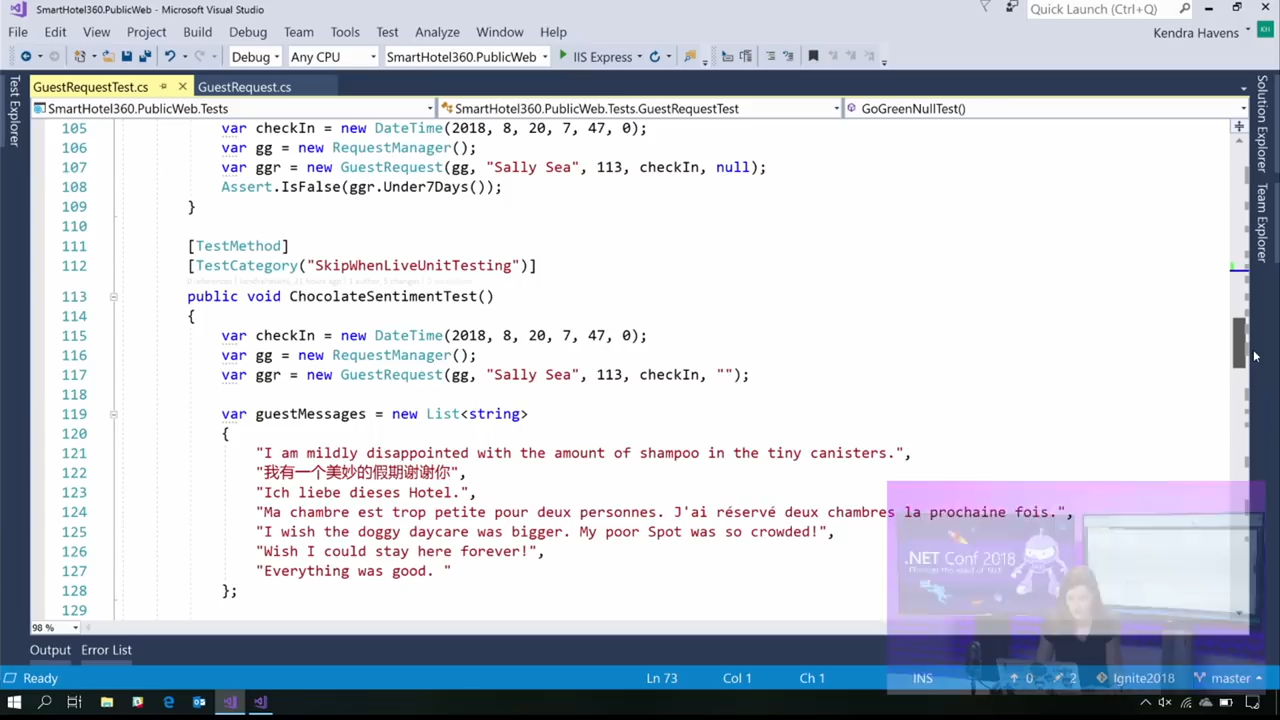 SmartHotel360.PublicWeb - Microsoft Visual Studio
Quick Launch (Ctrl+Q)
File Edit View Project Build Debug Team Tools Test Analyze Window Help
Kendra Havens KH
Debug Any CPU SmartHotel360.PublicWeb IIS Express
GuestRequestTest.cs GuestRequest.cs
SmartHotel360.PublicWeb.Tests SmartHotel360.PublicWeb.Tests.GuestRequestTest GoGreenNullTest()
Test Explorer
Solution Explorer
Team Explorer
105 var checkIn = new DateTime(2018, 8, 20, 7, 47, 0);
106 var gg = new RequestManager();
107 var ggr = new GuestRequest(gg, "Sally Sea", 113, checkIn, null);
108 Assert.IsFalse(ggr.Under7Days());
109 }
110
111 [TestMethod]
112 [TestCategory("SkipWhenLiveUnitTesting")]
113 public void ChocolateSentimentTest()
114 {
115 var checkIn = new DateTime(2018, 8, 20, 7, 47, 0);
116 var gg = new RequestManager();
117 var ggr = new GuestRequest(gg, "Sally Sea", 113, checkIn, "");
118
119 var guestMessages = new List<string>
120 {
121 "I am mildly disappointed with the amount of shampoo in the tiny canisters.",
122 "我有一个美妙的假期谢谢你",
123 "Ich liebe dieses Hotel.",
124 "Ma chambre est trop petite pour deux personnes. J'ai réservé deux chambres la prochaine fois.",
125 "I wish the doggy daycare was bigger. My poor Spot was so crowded!",
126 "Wish I could stay here forever!",
127 "Everything was good. "
128 };
129
.NET Conf 2018
98 %
Output Error List
Ready Ln 73 Col 1 Ch 1 INS 0 2 Ignite2018 master